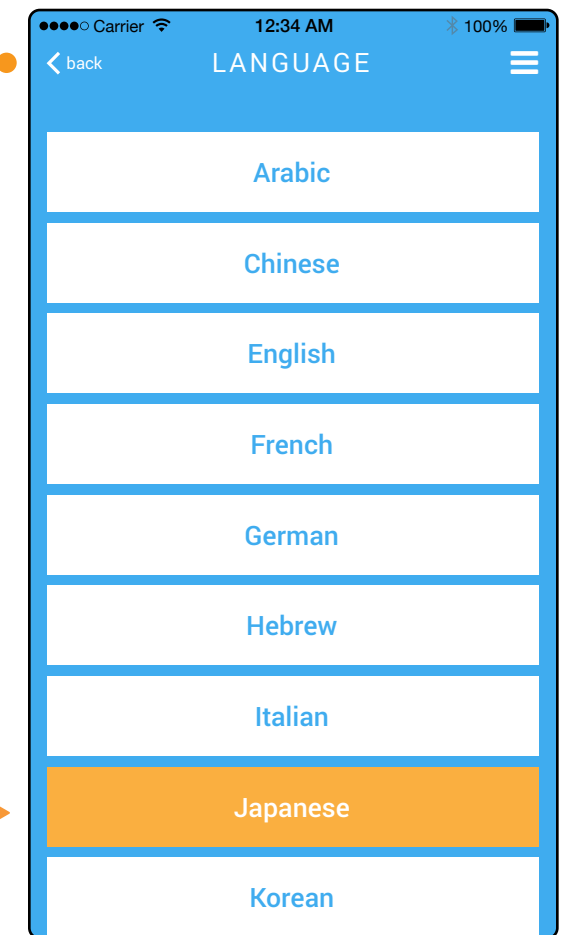 Carrier 12:34 AM 100%
back LANGUAGE
Arabic
Chinese
English
French
German
Hebrew
Italian
Japanese
Korean